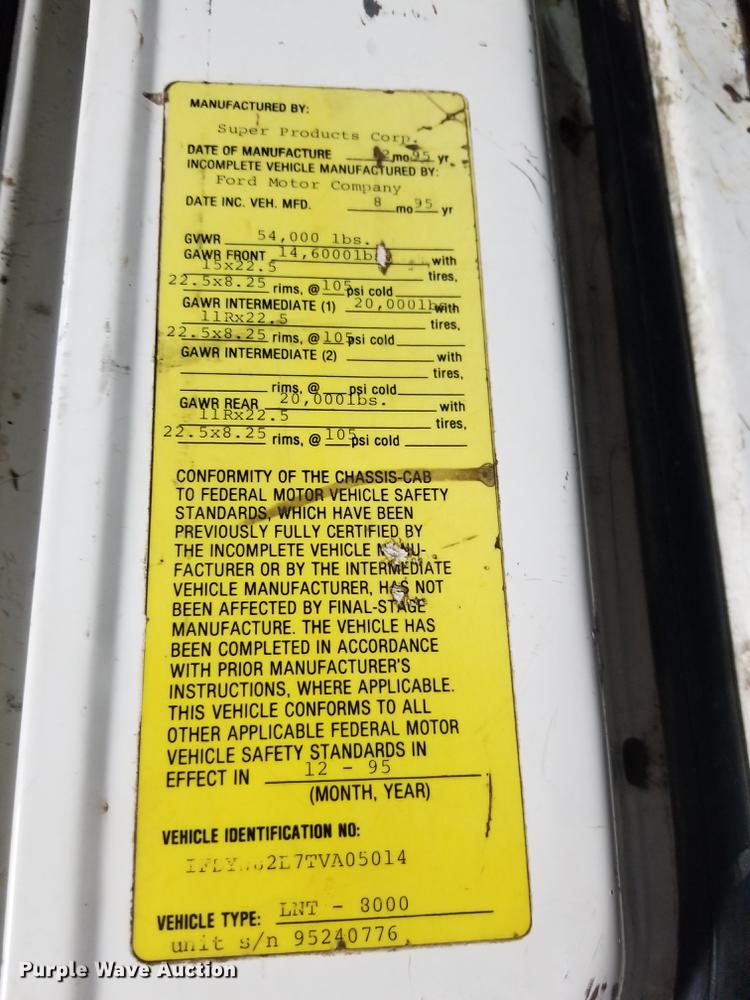 MANUFACTURED BY:
Super Products Corp.
DATE OF MANUFACTURE mo 95 yr.
INCOMPLETE VEHICLE MANUFACTURED BY:
Ford Motor Company
DATE INC. VEH. MFD. 8 mo 95 yr
GVWR 54,000 lbs.
GAWR FRONT 14,6000lb with
15x22.5 tires,
22.5x8.25 rims, @ 105 psi cold
GAWR INTERMEDIATE (1) 20,000lbs with
11Rx22.5 tires,
22.5x8.25 rims, @ 105 psi cold
GAWR INTERMEDIATE (2) with
tires,
rims, @ psi cold
GAWR REAR 20,000lbs. with
11Rx22.5 tires,
22.5x8.25 rims, @ 105 psi cold
CONFORMITY OF THE CHASSIS-CAB
TO FEDERAL MOTOR VEHICLE SAFETY
STANDARDS, WHICH HAVE BEEN
PREVIOUSLY FULLY CERTIFIED BY
THE INCOMPLETE VEHICLE MANU-
FACTURER OR BY THE INTERMEDIATE
VEHICLE MANUFACTURER, HAS NOT
BEEN AFFECTED BY FINAL-STAGE
MANUFACTURE. THE VEHICLE HAS
BEEN COMPLETED IN ACCORDANCE
WITH PRIOR MANUFACTURER'S
INSTRUCTIONS, WHERE APPLICABLE.
THIS VEHICLE CONFORMS TO ALL
OTHER APPLICABLE FEDERAL MOTOR
VEHICLE SAFETY STANDARDS IN
EFFECT IN 12 - 95
(MONTH, YEAR)
VEHICLE IDENTIFICATION NO:
VEHICLE TYPE: LNT - 8000
unit s/n 95240776
Purple Wave Auction